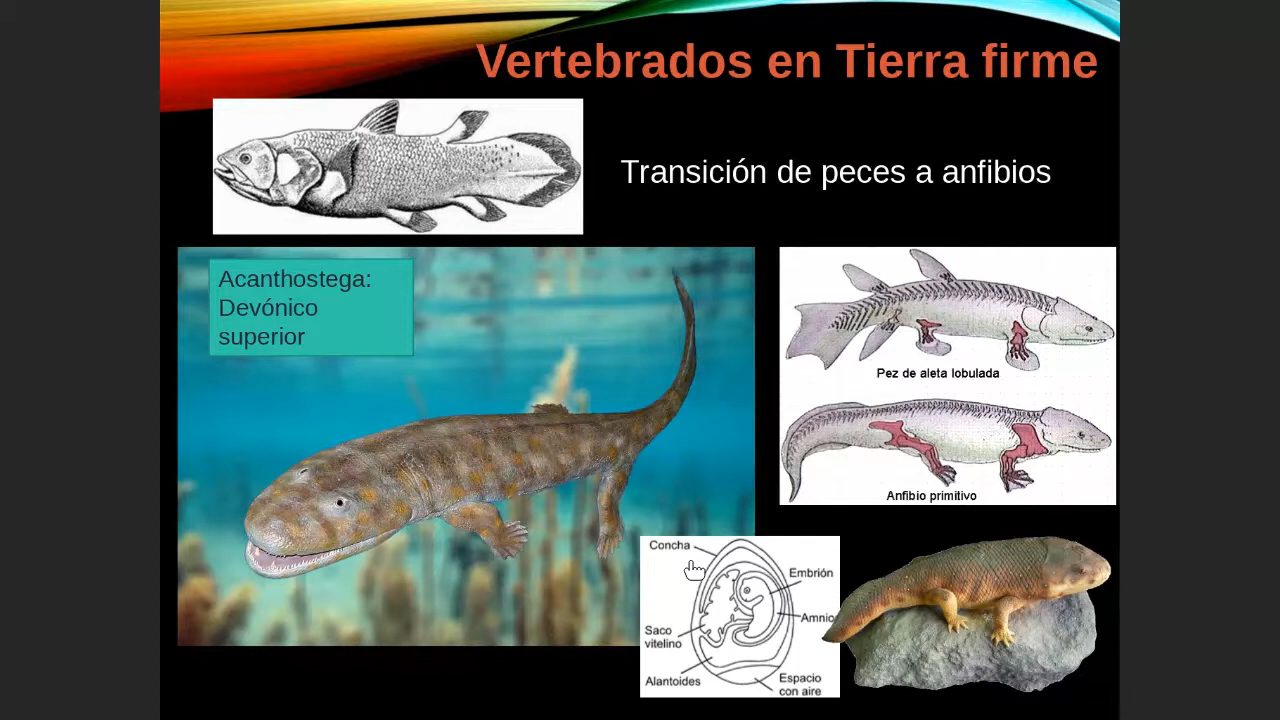 Vertebrados en Tierra firme
Transición de peces a anfibios
Acanthostega:
Devónico
superior
Pez de aleta lobulada
Anfibio primitivo
Concha
Embrión
Amnio
Saco
vitelino
Alantoides
Espacio
con aire